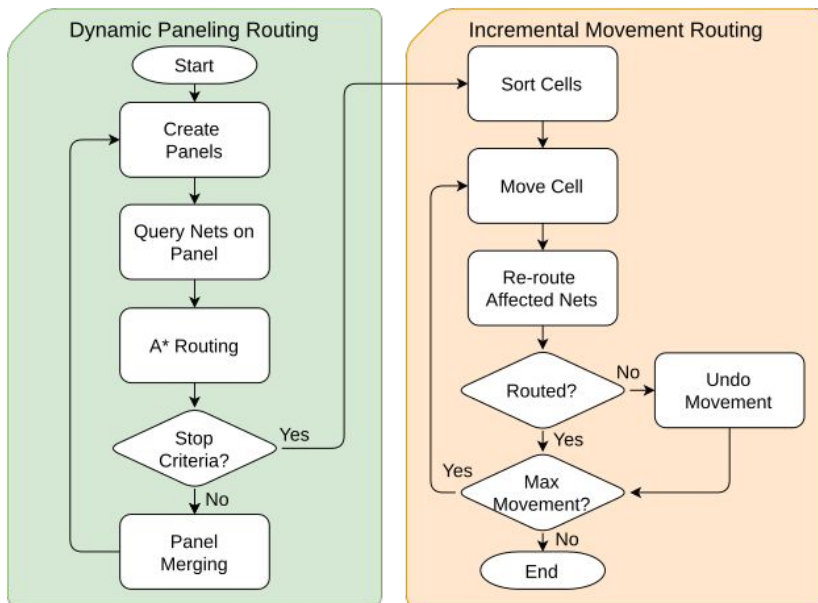 Dynamic Paneling Routing
Start
Create
Panels
Query Nets on
Panel
A* Routing
Stop
Criteria?
Yes
No
Panel
Merging
Incremental Movement Routing
Sort Cells
Move Cell
Re-route
Affected Nets
Routed?
No
Undo
Movement
Yes
Yes
Max
Movement?
No
End